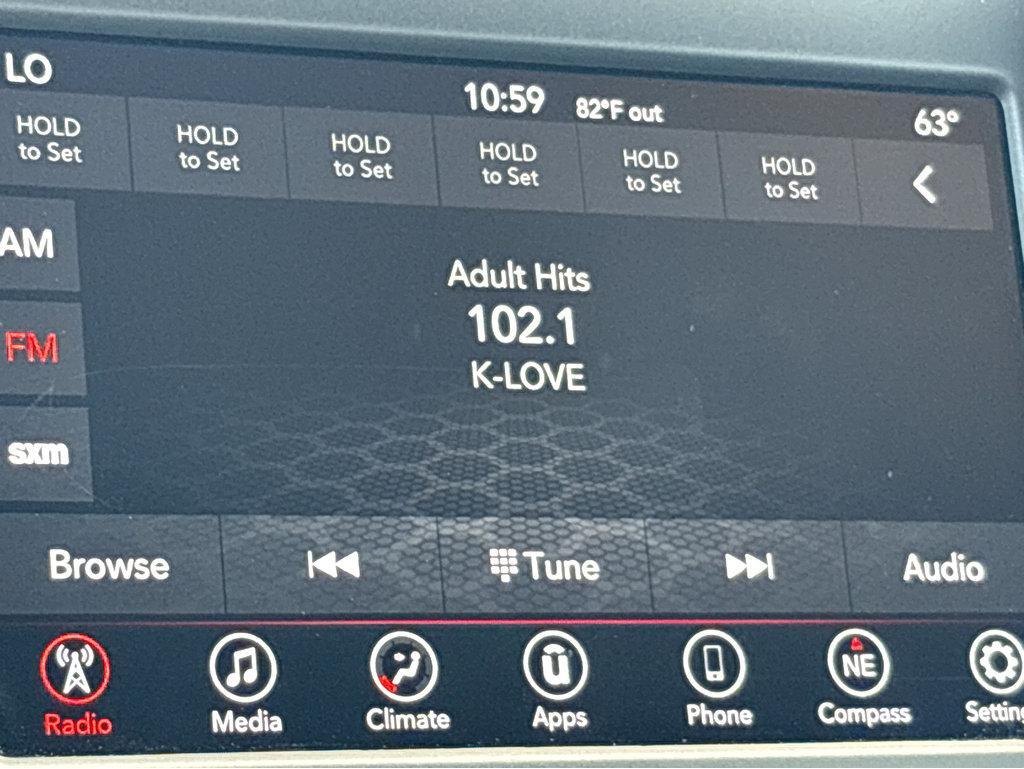 LO 10:59 82°F out 63°
HOLD to Set
HOLD to Set
HOLD to Set
HOLD to Set
HOLD to Set
HOLD to Set
AM
FM
sxm
Adult Hits
102.1
K-LOVE
Browse Tune Audio
NE
Radio Media Climate Apps Phone Compass Setting